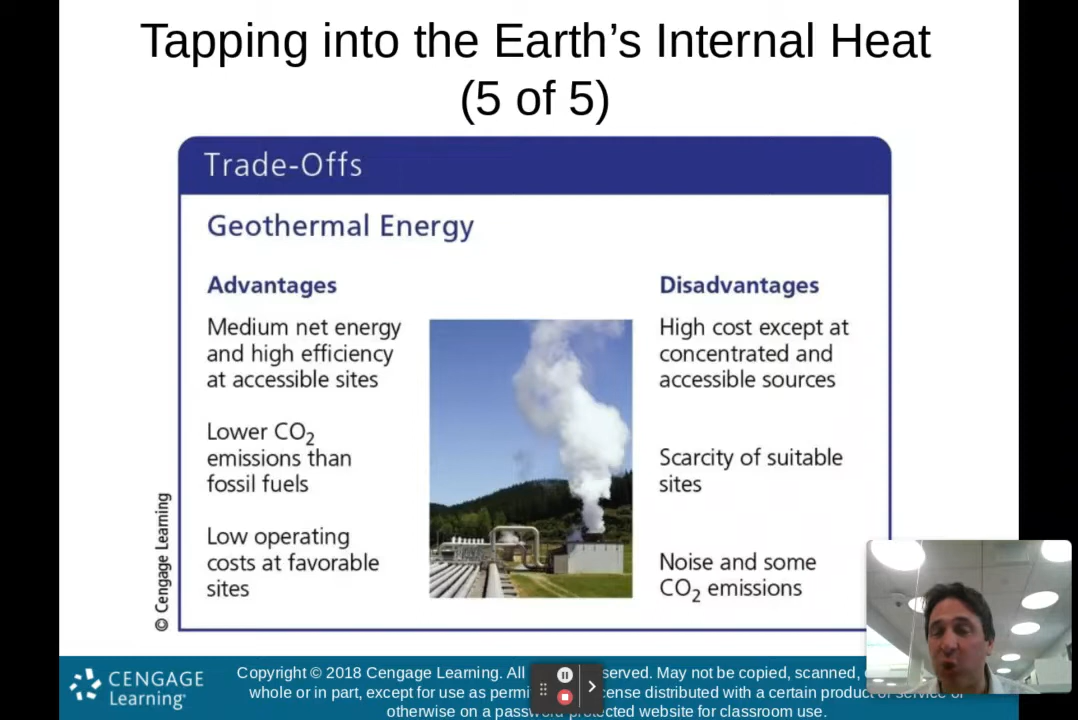 Tapping into the Earth's Internal Heat
(5 of 5)
Trade-Offs
Geothermal Energy
Advantages
Medium net energy
and high efficiency
at accessible sites
Lower CO₂
emissions than
fossil fuels
Low operating
costs at favorable
sites
Disadvantages
High cost except at
concentrated and
accessible sources
Scarcity of suitable
sites
Noise and some
CO₂ emissions
© Cengage Learning
CENGAGE
Learning
Copyright © 2018 Cengage Learning. All served. May not be copied, scanned,
whole or in part, except for use as permi cense distributed with a certain product
otherwise on a password-protected website for classroom use.